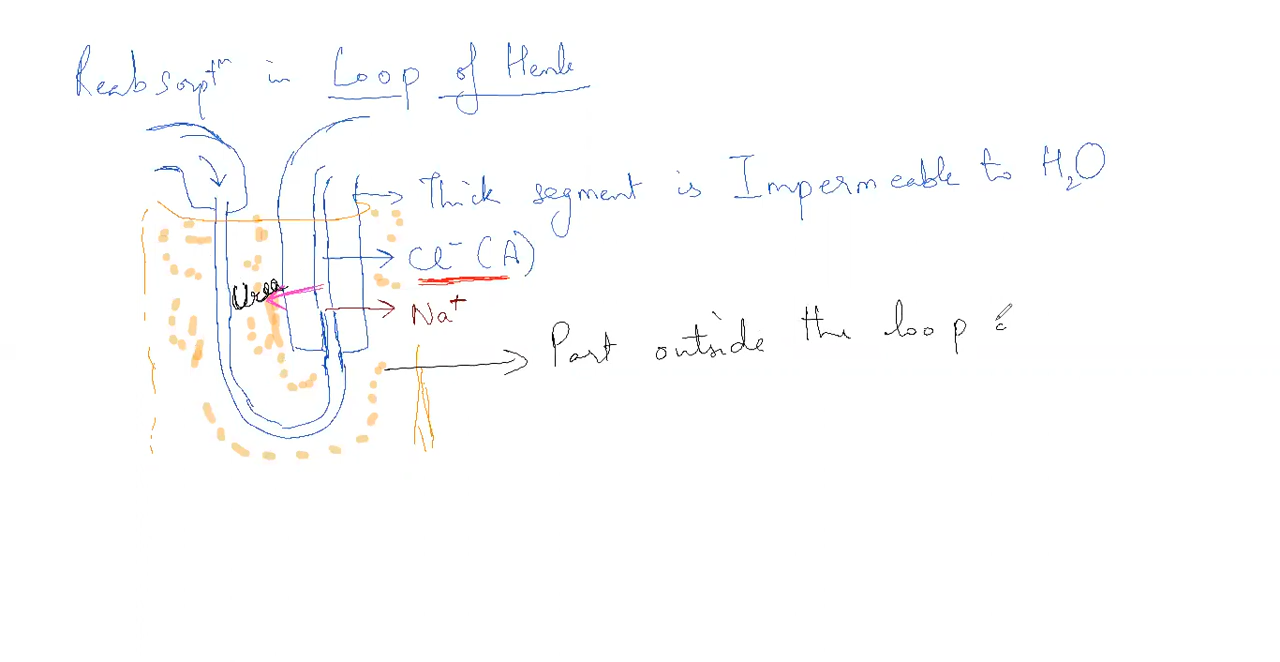 Reabsorptⁿ in Loop of Henle
Thick segment is Impermeable to H₂O
Cl⁻ (A)
Urea
Na⁺
Part outside the loop